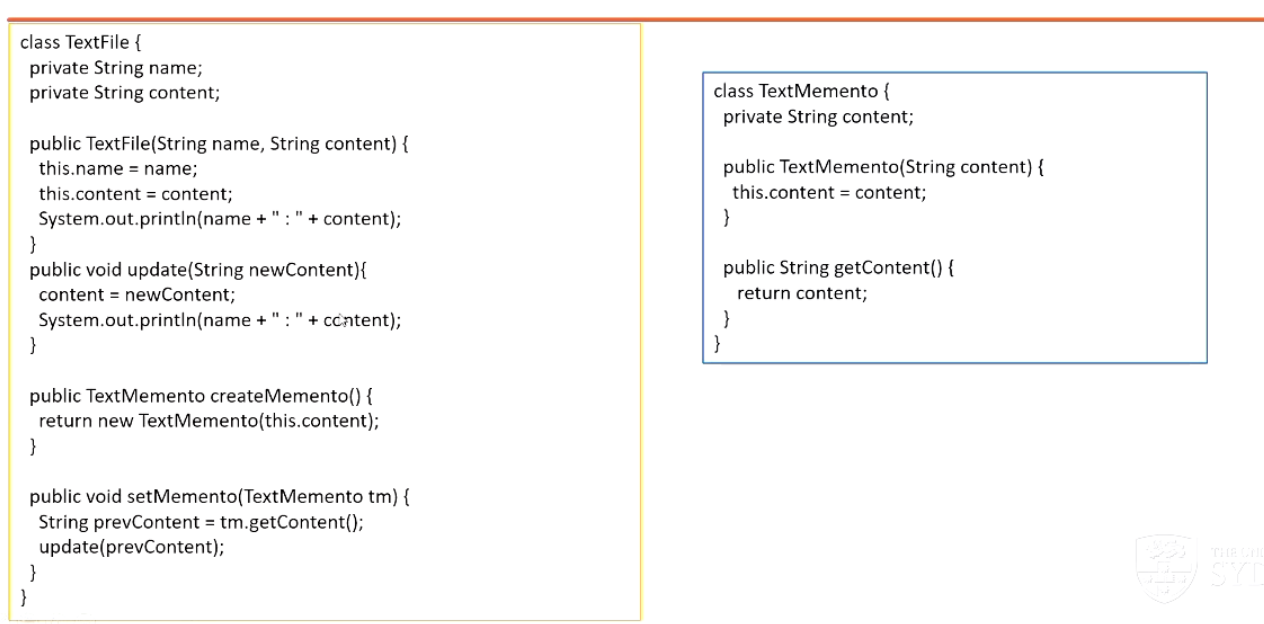 class TextFile {
private String name;
private String content;
public TextFile(String name, String content) {
this.name = name;
this.content = content;
System.out.println(name + " : " + content);
}
public void update(String newContent){
content = newContent;
System.out.println(name + " : " + content);
}
public TextMemento createMemento() {
return new TextMemento(this.content);
}
public void setMemento(TextMemento tm) {
String prevContent = tm.getContent();
update(prevContent);
}
}
class TextMemento {
private String content;
public TextMemento(String content) {
this.content = content;
}
public String getContent() {
return content;
}
}
THE UNI
SYD